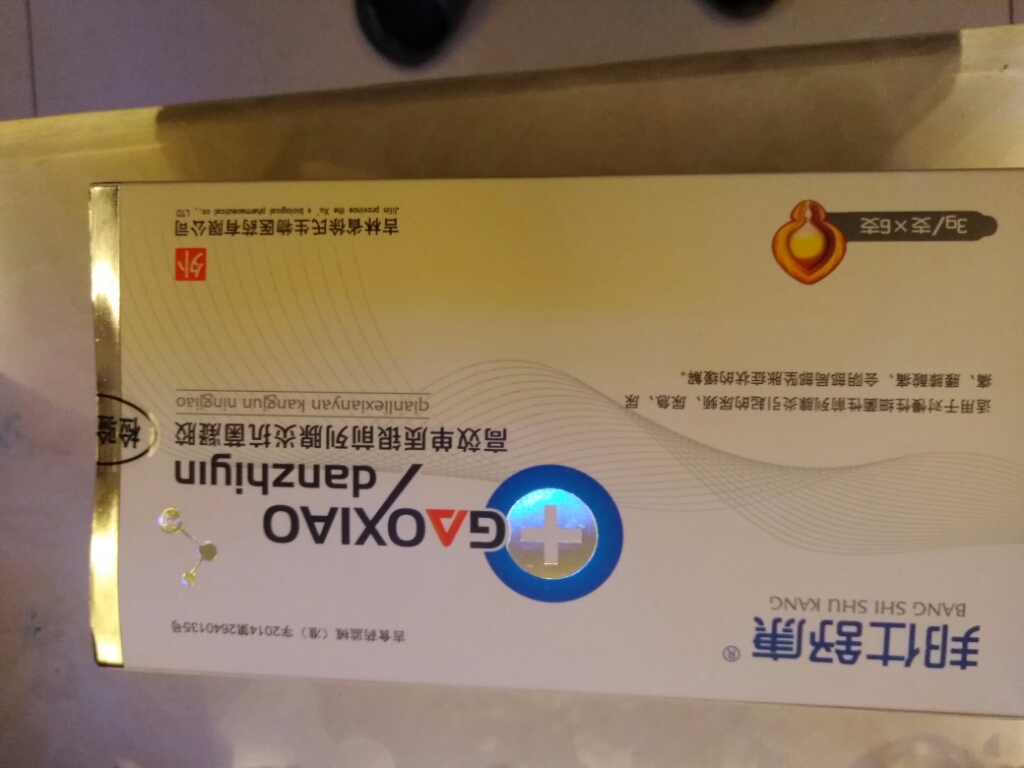 邦仕舒康®
BANG SHI SHU KANG
吉食药监械（准）字2014第2640135号
GAOXIAO
danzhiyin
高效单质银前列腺炎抗菌凝胶
qianliexianyan kangjun ningjiao
适用于对慢性细菌性前列腺炎引起的尿频、尿急、尿
痛、腰膝酸痛、会阴部局部坠胀症状的缓解。
3g/支×6支
外
吉林省徐氏生物医药有限公司
Jilin province the Xu's biological pharmaceutical co., LTD
检验